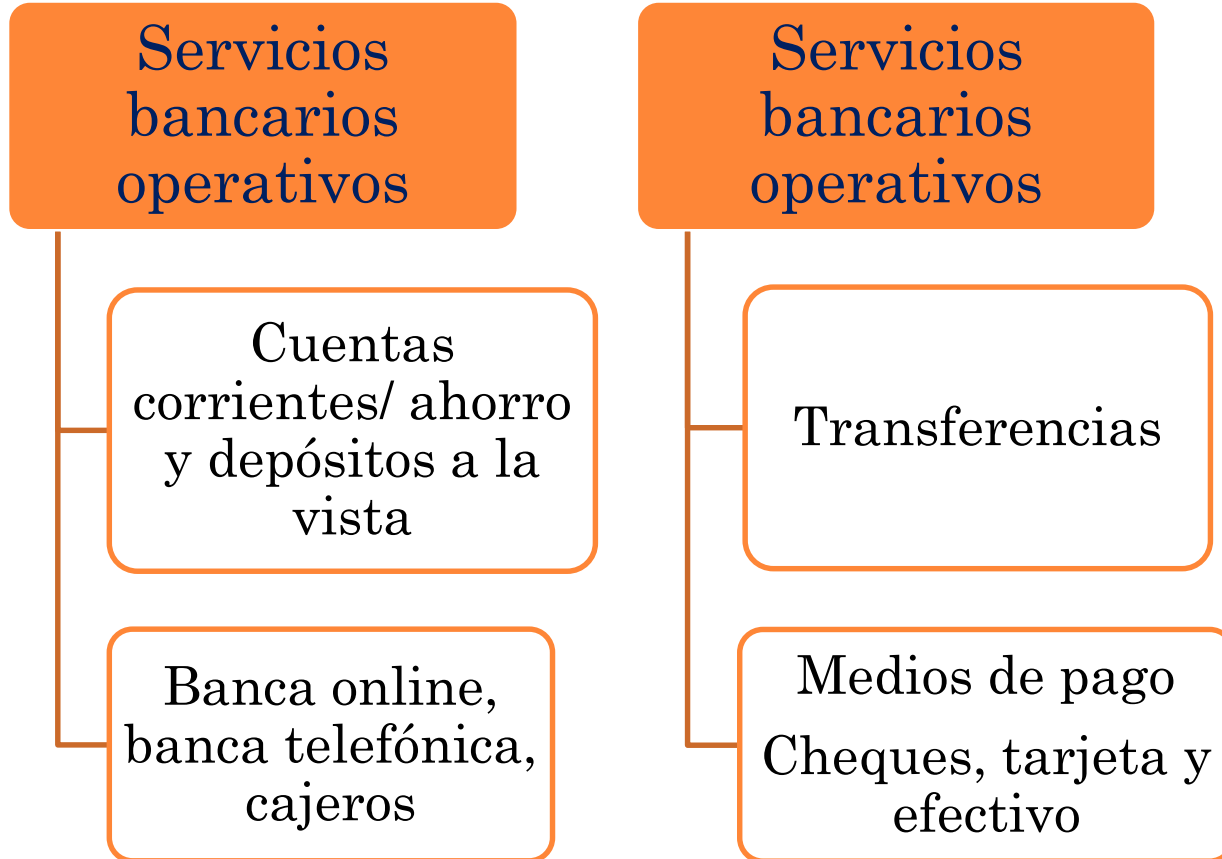 Servicios
bancarios
operativos
Cuentas
corrientes/ ahorro
y depósitos a la
vista
Banca online,
banca telefónica,
cajeros
Servicios
bancarios
operativos
Transferencias
Medios de pago
Cheques, tarjeta y
efectivo